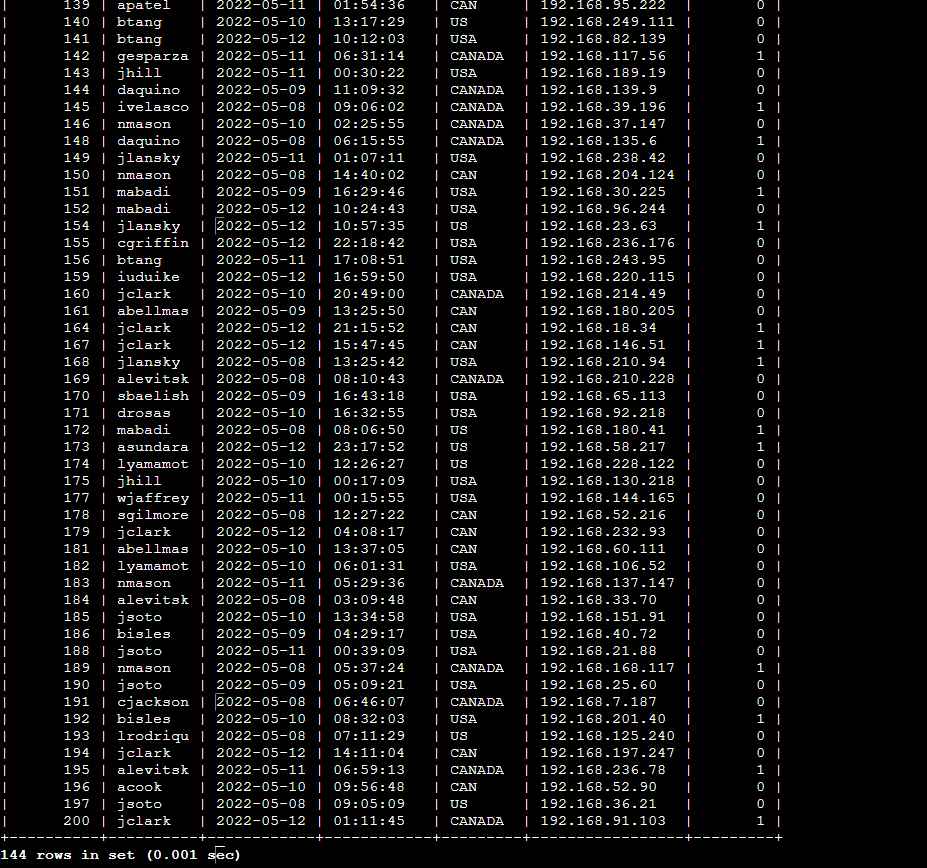 | 139 | apatel | 2022-05-11 | 01:54:36 | CAN | 192.168.95.222 | 0 |
| 140 | btang | 2022-05-10 | 13:17:29 | US | 192.168.249.111 | 0 |
| 141 | btang | 2022-05-12 | 10:12:03 | USA | 192.168.82.139 | 0 |
| 142 | gesparza | 2022-05-11 | 06:31:14 | CANADA | 192.168.117.56 | 1 |
| 143 | jhill | 2022-05-11 | 00:30:22 | USA | 192.168.189.19 | 0 |
| 144 | daquino | 2022-05-09 | 11:09:32 | CANADA | 192.168.139.9 | 0 |
| 145 | ivelasco | 2022-05-08 | 09:06:02 | CANADA | 192.168.39.196 | 1 |
| 146 | nmason | 2022-05-10 | 02:25:55 | CANADA | 192.168.37.147 | 0 |
| 148 | daquino | 2022-05-08 | 06:15:55 | CANADA | 192.168.135.6 | 1 |
| 149 | jlansky | 2022-05-11 | 01:07:11 | USA | 192.168.238.42 | 0 |
| 150 | nmason | 2022-05-08 | 14:40:02 | CAN | 192.168.204.124 | 0 |
| 151 | mabadi | 2022-05-09 | 16:29:46 | USA | 192.168.30.225 | 1 |
| 152 | mabadi | 2022-05-12 | 10:24:43 | USA | 192.168.96.244 | 0 |
| 154 | jlansky | 2022-05-12 | 10:57:35 | US | 192.168.23.63 | 1 |
| 155 | cgriffin | 2022-05-12 | 22:18:42 | USA | 192.168.236.176 | 0 |
| 156 | btang | 2022-05-11 | 17:08:51 | USA | 192.168.243.95 | 0 |
| 159 | iuduike | 2022-05-12 | 16:59:50 | USA | 192.168.220.115 | 0 |
| 160 | jclark | 2022-05-10 | 20:49:00 | CANADA | 192.168.214.49 | 0 |
| 161 | abellmas | 2022-05-09 | 13:25:50 | CAN | 192.168.180.205 | 0 |
| 164 | jclark | 2022-05-12 | 21:15:52 | CAN | 192.168.18.34 | 1 |
| 167 | jclark | 2022-05-12 | 15:47:45 | CAN | 192.168.146.51 | 1 |
| 168 | jlansky | 2022-05-08 | 13:25:42 | USA | 192.168.210.94 | 1 |
| 169 | alevitsk | 2022-05-08 | 08:10:43 | CANADA | 192.168.210.228 | 0 |
| 170 | sbaelish | 2022-05-09 | 16:43:18 | USA | 192.168.65.113 | 0 |
| 171 | drosas | 2022-05-10 | 16:32:55 | USA | 192.168.92.218 | 0 |
| 172 | mabadi | 2022-05-08 | 08:06:50 | US | 192.168.180.41 | 1 |
| 173 | asundara | 2022-05-12 | 23:17:52 | US | 192.168.58.217 | 1 |
| 174 | lyamamot | 2022-05-10 | 12:26:27 | US | 192.168.228.122 | 0 |
| 175 | jhill | 2022-05-10 | 00:17:09 | USA | 192.168.130.218 | 0 |
| 177 | wjaffrey | 2022-05-11 | 00:15:55 | USA | 192.168.144.165 | 0 |
| 178 | sgilmore | 2022-05-08 | 12:27:22 | CAN | 192.168.52.216 | 0 |
| 179 | jclark | 2022-05-12 | 04:08:17 | CAN | 192.168.232.93 | 0 |
| 181 | abellmas | 2022-05-10 | 13:37:05 | CAN | 192.168.60.111 | 0 |
| 182 | lyamamot | 2022-05-10 | 06:01:31 | USA | 192.168.106.52 | 0 |
| 183 | nmason | 2022-05-11 | 05:29:36 | CANADA | 192.168.137.147 | 0 |
| 184 | alevitsk | 2022-05-08 | 03:09:48 | CAN | 192.168.33.70 | 0 |
| 185 | jsoto | 2022-05-10 | 13:34:58 | USA | 192.168.151.91 | 0 |
| 186 | bisles | 2022-05-09 | 04:29:17 | USA | 192.168.40.72 | 0 |
| 188 | jsoto | 2022-05-11 | 00:39:09 | USA | 192.168.21.88 | 0 |
| 189 | nmason | 2022-05-08 | 05:37:24 | CANADA | 192.168.168.117 | 1 |
| 190 | jsoto | 2022-05-09 | 05:09:21 | USA | 192.168.25.60 | 0 |
| 191 | cjackson | 2022-05-08 | 06:46:07 | CANADA | 192.168.7.187 | 0 |
| 192 | bisles | 2022-05-10 | 08:32:03 | USA | 192.168.201.40 | 1 |
| 193 | lrodriqu | 2022-05-08 | 07:11:29 | US | 192.168.125.240 | 0 |
| 194 | jclark | 2022-05-12 | 14:11:04 | CAN | 192.168.197.247 | 0 |
| 195 | alevitsk | 2022-05-11 | 06:59:13 | CANADA | 192.168.236.78 | 1 |
| 196 | acook | 2022-05-10 | 09:56:48 | CAN | 192.168.52.90 | 0 |
| 197 | jsoto | 2022-05-08 | 09:05:09 | US | 192.168.36.21 | 0 |
| 200 | jclark | 2022-05-12 | 01:11:45 | CANADA | 192.168.91.103 | 1 |
+----------+----------+------------+------------+---------+-----------------+---------+
144 rows in set (0.001 sec)